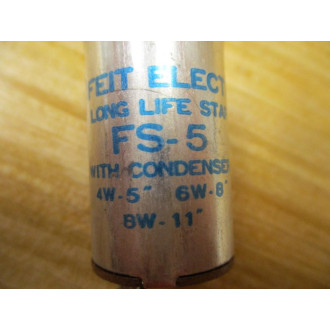 FEIT ELECT
LONG LIFE STA
FS-5
WITH CONDENSE
4W-5" 6W-8"
8W-11"